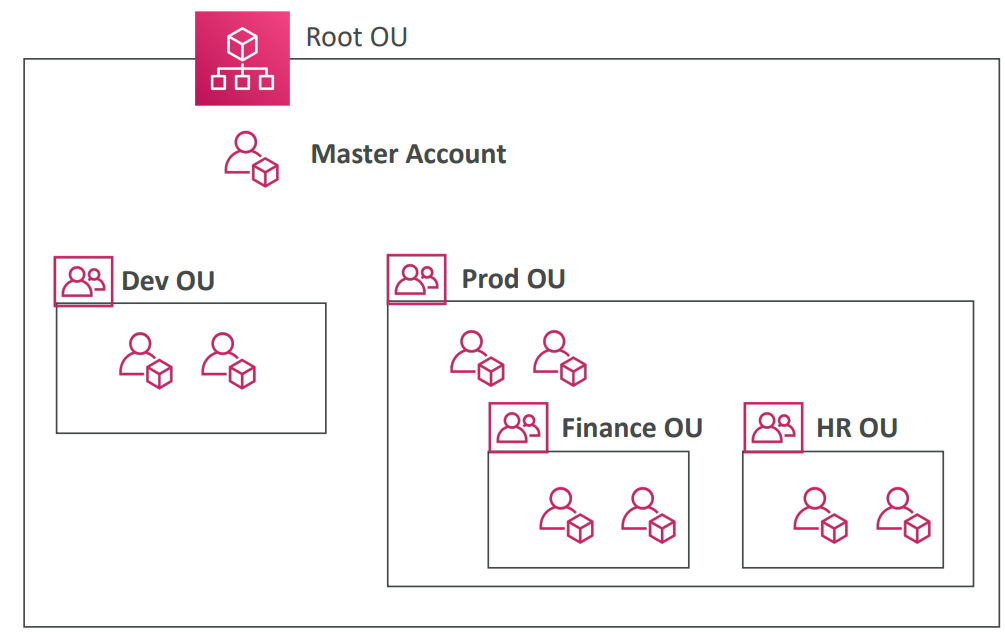 Root OU
Master Account
Dev OU
Prod OU
Finance OU
HR OU